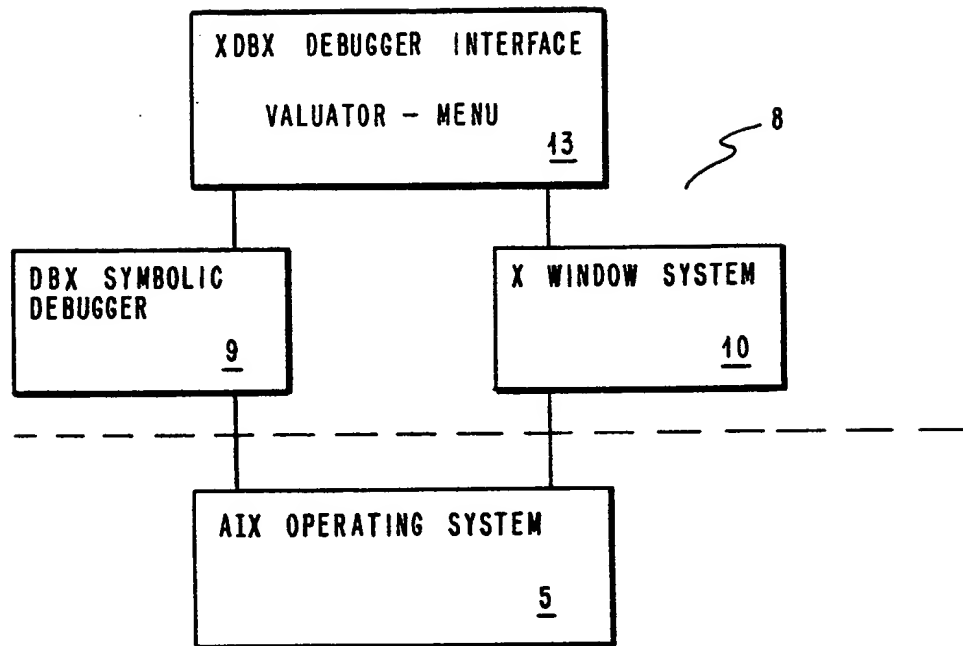 XDBX DEBUGGER INTERFACE
VALUATOR - MENU
13
8
DBX SYMBOLIC
DEBUGGER
9
X WINDOW SYSTEM
10
AIX OPERATING SYSTEM
5